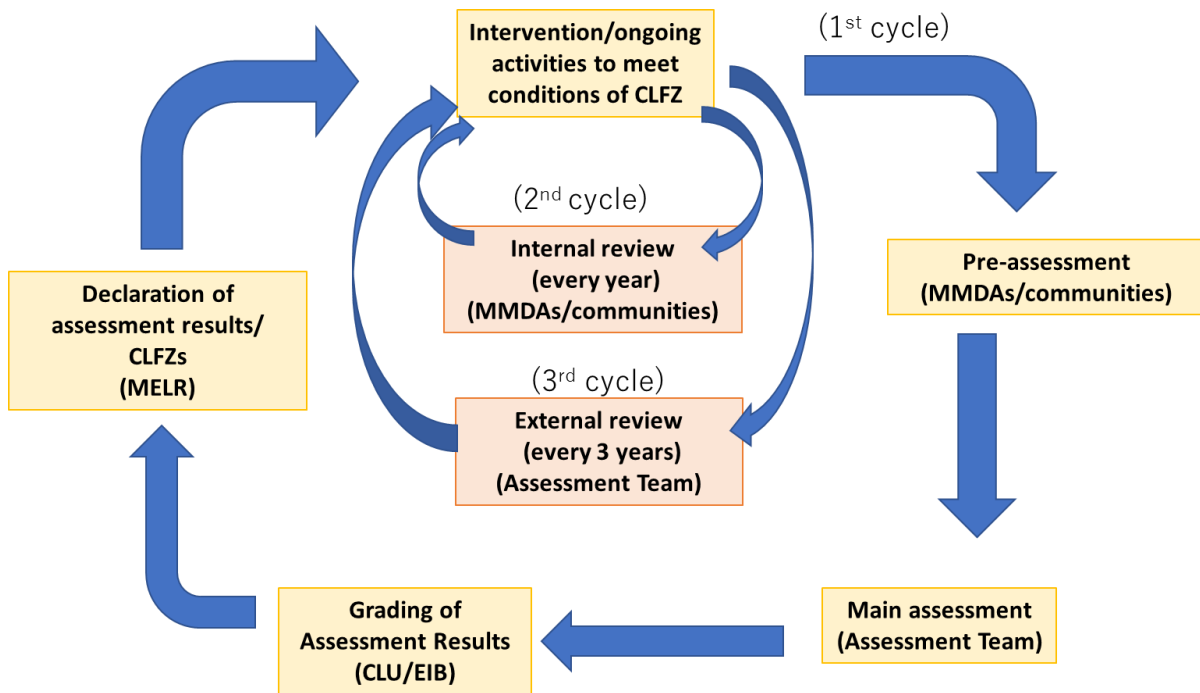 Intervention/ongoing
activities to meet
conditions of CLFZ
(1st cycle)
(2nd cycle)
Internal review
(every year)
(MMDAs/communities)
Pre-assessment
(MMDAs/communities)
Declaration of
assessment results/
CLFZs
(MELR)
(3rd cycle)
External review
(every 3 years)
(Assessment Team)
Grading of
Assessment Results
(CLU/EIB)
Main assessment
(Assessment Team)